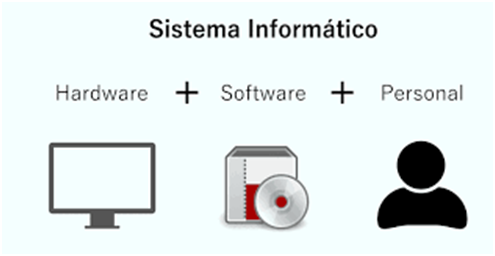 Sistema Informático
Hardware + Software + Personal